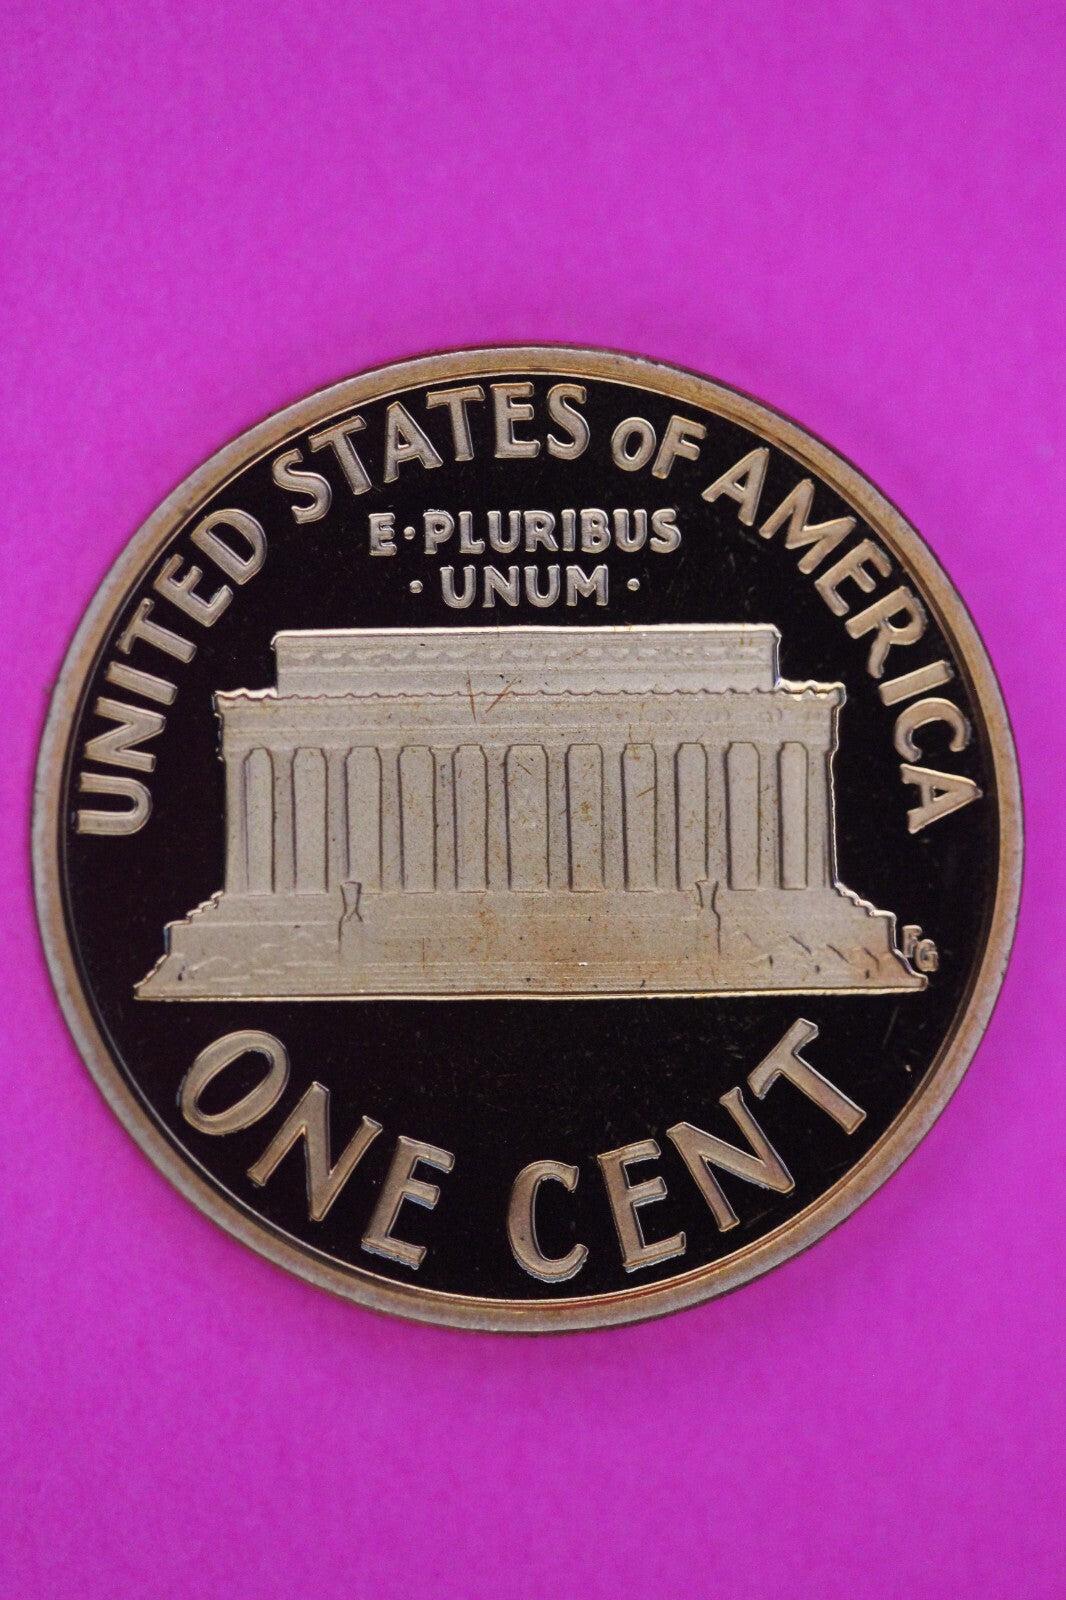 UNITED STATES OF AMERICA
E·PLURIBUS
·UNUM·
FG
ONE CENT